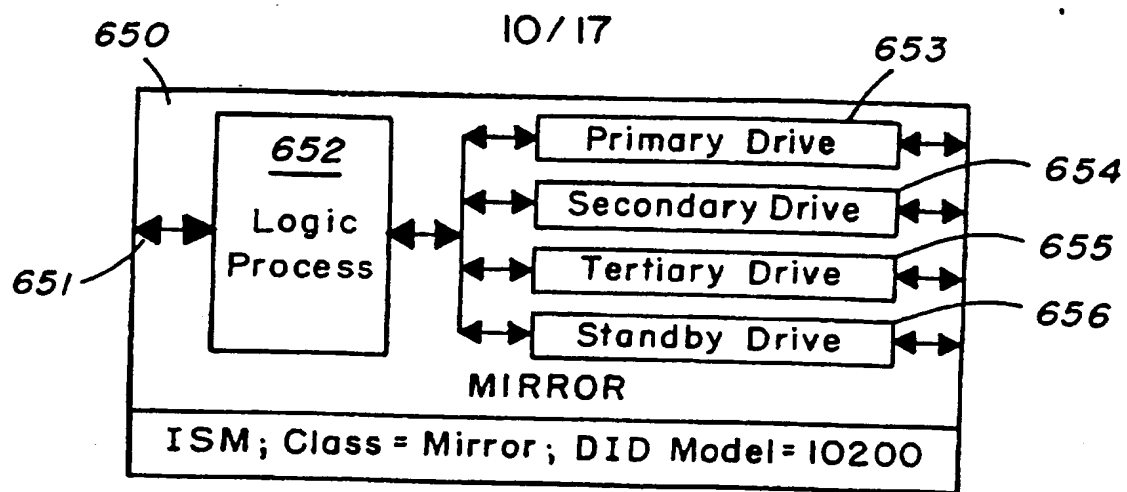 10/17
650
653
652
Primary Drive
654
Logic
Process
Secondary Drive
655
651
Tertiary Drive
656
Standby Drive
MIRROR
ISM; Class = Mirror; DID Model = 10200